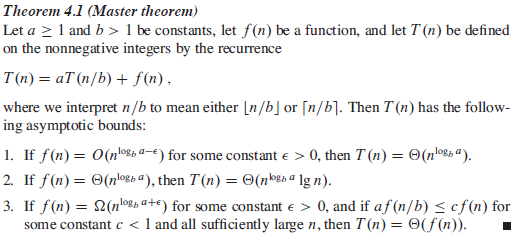 Theorem 4.1 (Master theorem)
Let a ≥ 1 and b > 1 be constants, let f(n) be a function, and let T(n) be defined
on the nonnegative integers by the recurrence
T(n) = aT(n/b) + f(n) ,
where we interpret n/b to mean either ⌊n/b⌋ or ⌈n/b⌉. Then T(n) has the follow-
ing asymptotic bounds:
1. If f(n) = O(n^{log_b a−ϵ}) for some constant ϵ > 0, then T(n) = Θ(n^{log_b a}).
2. If f(n) = Θ(n^{log_b a}), then T(n) = Θ(n^{log_b a} lg n).
3. If f(n) = Ω(n^{log_b a+ϵ}) for some constant ϵ > 0, and if af(n/b) ≤ cf(n) for
some constant c < 1 and all sufficiently large n, then T(n) = Θ(f(n)). ■